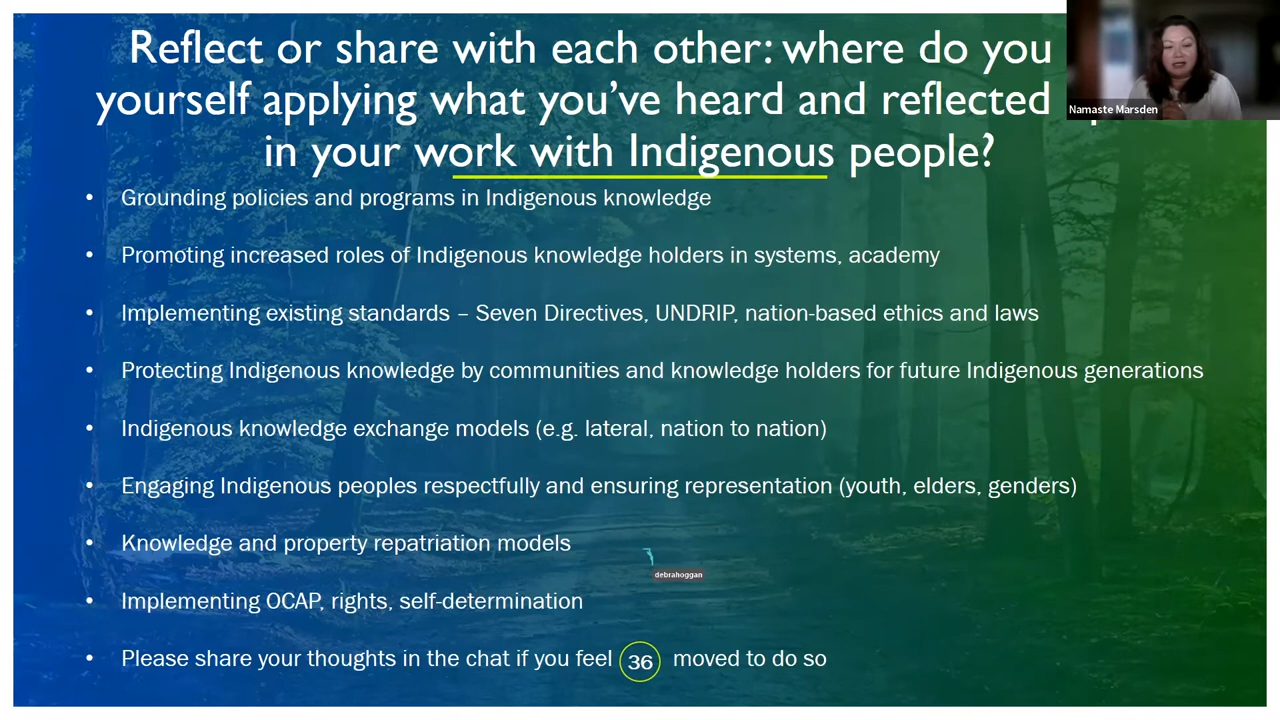 Reflect or share with each other: where do you
yourself applying what you've heard and reflected
in your work with Indigenous people?
Namaste Marsden
• Grounding policies and programs in Indigenous knowledge
• Promoting increased roles of Indigenous knowledge holders in systems, academy
• Implementing existing standards – Seven Directives, UNDRIP, nation-based ethics and laws
• Protecting Indigenous knowledge by communities and knowledge holders for future Indigenous generations
• Indigenous knowledge exchange models (e.g. lateral, nation to nation)
• Engaging Indigenous peoples respectfully and ensuring representation (youth, elders, genders)
• Knowledge and property repatriation models
debrahoggan
• Implementing OCAP, rights, self-determination
• Please share your thoughts in the chat if you feel 36 moved to do so